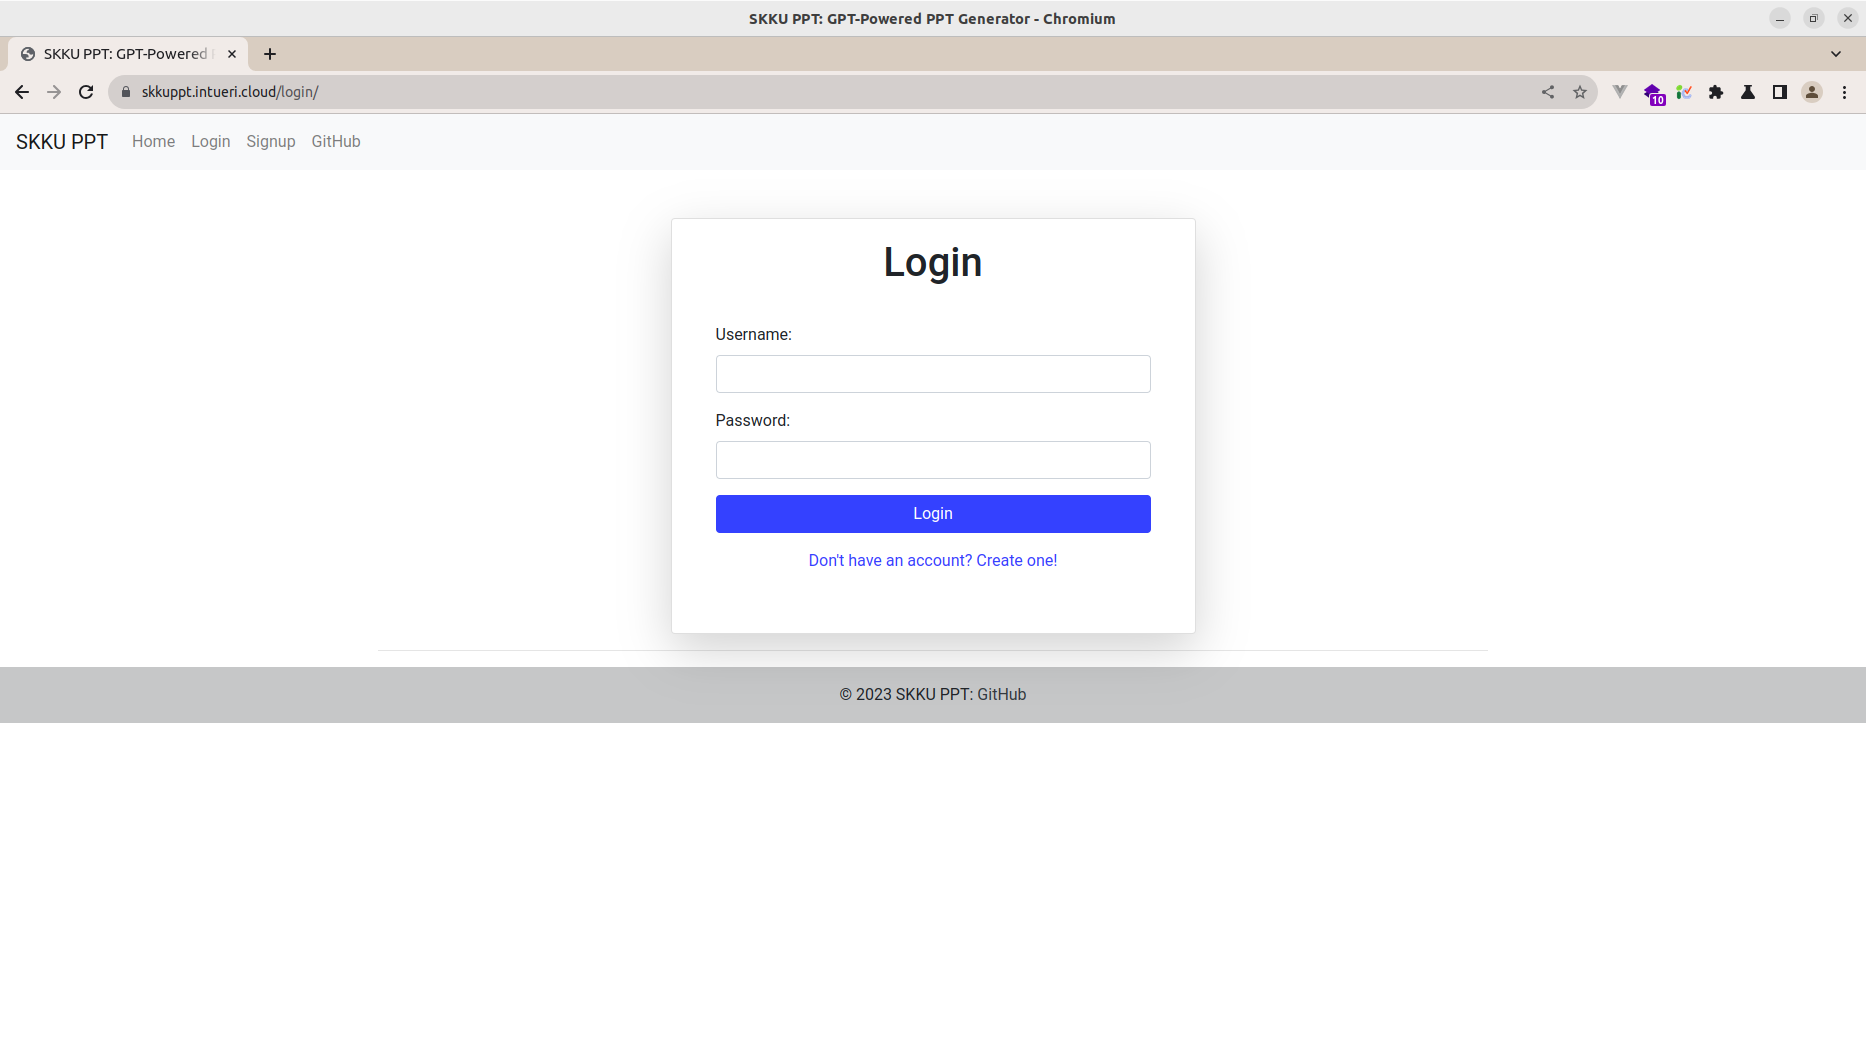 SKKU PPT: GPT-Powered PPT Generator - Chromium
SKKU PPT: GPT-Powered
skkuppt.intueri.cloud/login/
10
SKKU PPT Home Login Signup GitHub
Login
Username:
Password:
Login
Don't have an account? Create one!
© 2023 SKKU PPT: GitHub